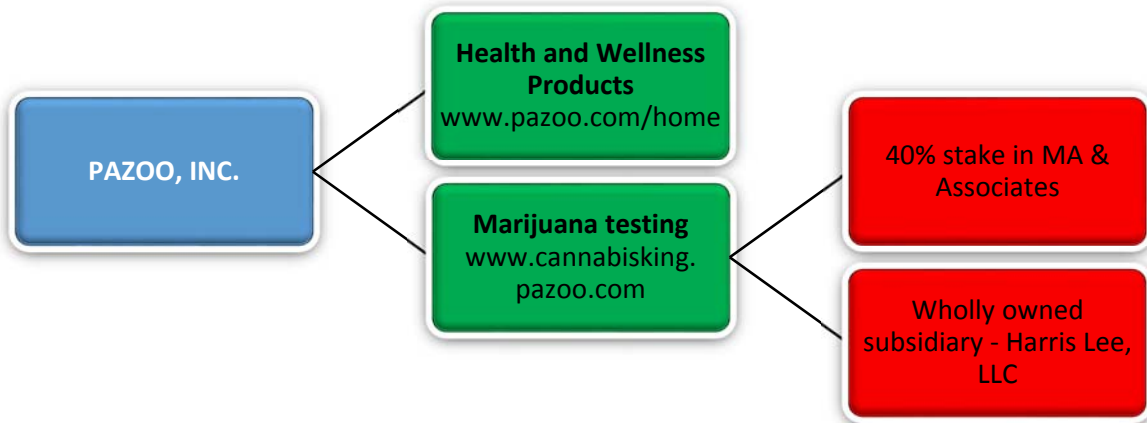 PAZOO, INC.
Health and Wellness
Products
www.pazoo.com/home
Marijuana testing
www.cannabisking.
pazoo.com
40% stake in MA &
Associates
Wholly owned
subsidiary - Harris Lee,
LLC